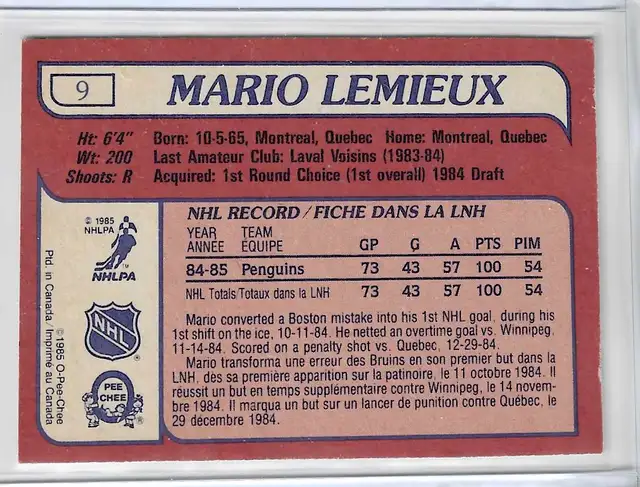 9
MARIO LEMIEUX
Ht: 6'4" Born: 10-5-65, Montreal, Quebec Home: Montreal, Quebec
Wt: 200 Last Amateur Club: Laval Voisins (1983-84)
Shoots: R Acquired: 1st Round Choice (1st overall) 1984 Draft
© 1985
NHLPA
NHLPA
NHL
PEE
CHEE
Ptd. in Canada/Imprimé au Canada
©1985 O-Pee-Chee
NHL RECORD/FICHE DANS LA LNH
YEAR TEAM
ANNÉE ÉQUIPE GP G A PTS PIM
84-85 Penguins 73 43 57 100 54
NHL Totals/Totaux dans la LNH 73 43 57 100 54
Mario converted a Boston mistake into his 1st NHL goal, during his
1st shift on the ice, 10-11-84. He netted an overtime goal vs. Winnipeg,
11-14-84. Scored on a penalty shot vs. Quebec, 12-29-84.
Mario transforma une erreur des Bruins en son premier but dans la
LNH, dès sa première apparition sur la patinoire, le 11 octobre 1984. Il
réussit un but en temps supplémentaire contre Winnipeg, le 14 novem-
bre 1984. Il marqua un but sur un lancer de punition contre Québec, le
29 décembre 1984.